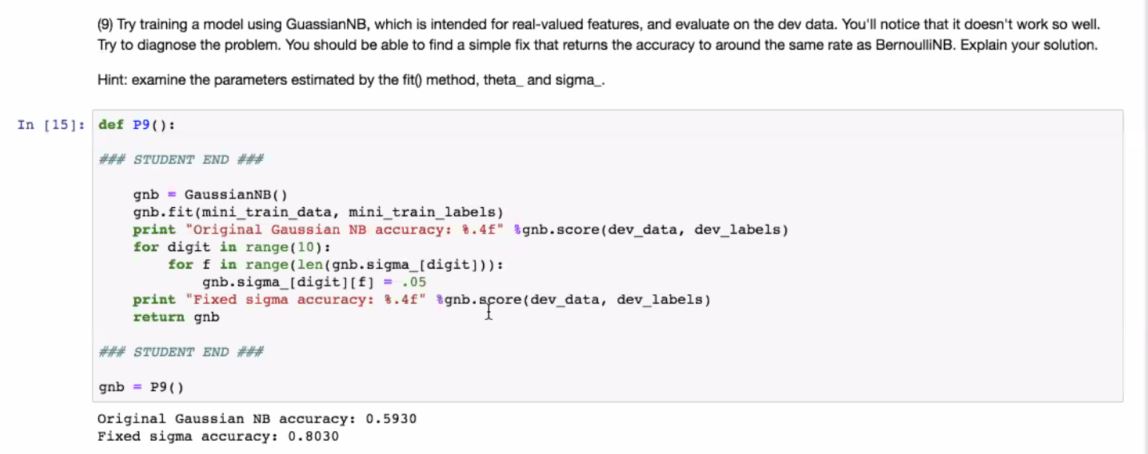 (9) Try training a model using GuassianNB, which is intended for real-valued features, and evaluate on the dev data. You'll notice that it doesn't work so well.
Try to diagnose the problem. You should be able to find a simple fix that returns the accuracy to around the same rate as BernoulliNB. Explain your solution.
Hint: examine the parameters estimated by the fit() method, theta_ and sigma_.
In [15]: def P9():
### STUDENT END ###
gnb = GaussianNB()
gnb.fit(mini_train_data, mini_train_labels)
print "Original Gaussian NB accuracy: %.4f" %gnb.score(dev_data, dev_labels)
for digit in range(10):
for f in range(len(gnb.sigma_[digit])):
gnb.sigma_[digit][f] = .05
print "Fixed sigma accuracy: %.4f" %gnb.score(dev_data, dev_labels)
return gnb
### STUDENT END ###
gnb = P9()
Original Gaussian NB accuracy: 0.5930
Fixed sigma accuracy: 0.8030